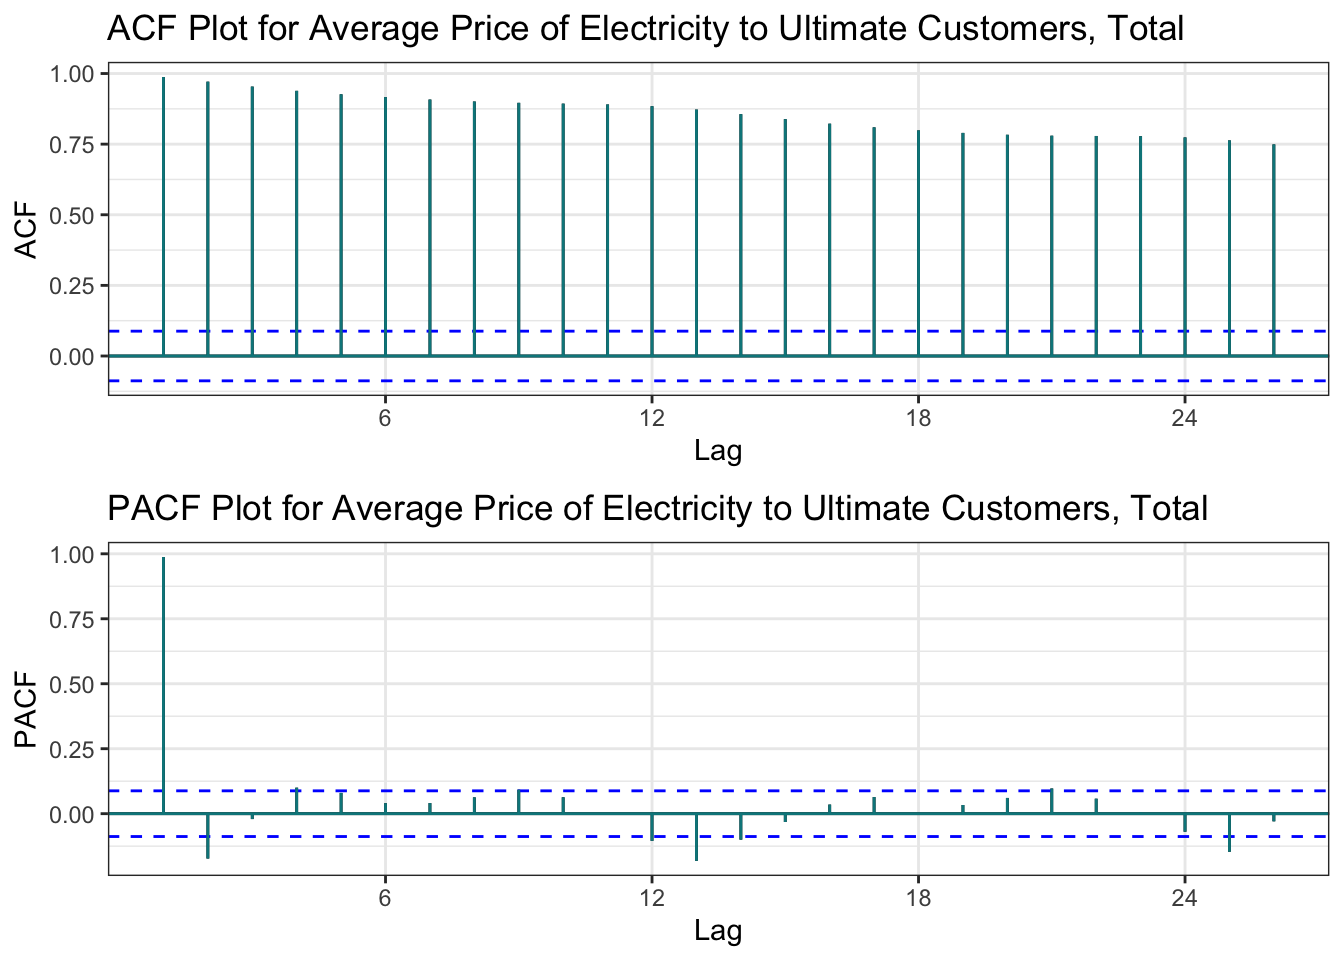 ACF Plot for Average Price of Electricity to Ultimate Customers, Total
1.00
0.75
0.50
0.25
0.00
ACF
6 12 18 24
Lag
PACF Plot for Average Price of Electricity to Ultimate Customers, Total
1.00
0.75
0.50
0.25
0.00
PACF
6 12 18 24
Lag